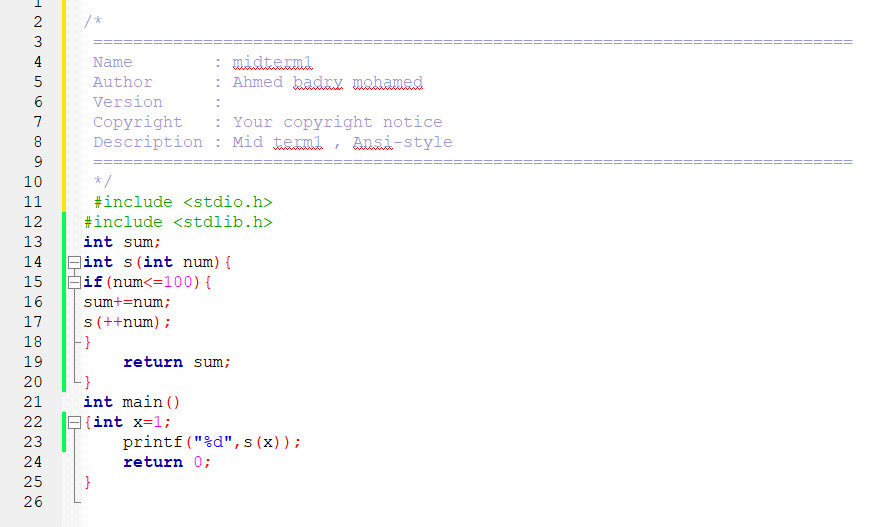 1
2 /*
3 ============================================================================
4 Name : midterm1
5 Author : Ahmed badry mohamed
6 Version :
7 Copyright : Your copyright notice
8 Description : Mid term1 , Ansi-style
9 ============================================================================
10 */
11 #include <stdio.h>
12 #include <stdlib.h>
13 int sum;
14 int s(int num){
15 if(num<=100){
16 sum+=num;
17 s(++num);
18 }
19 return sum;
20 }
21 int main()
22 {int x=1;
23 printf("%d",s(x));
24 return 0;
25 }
26